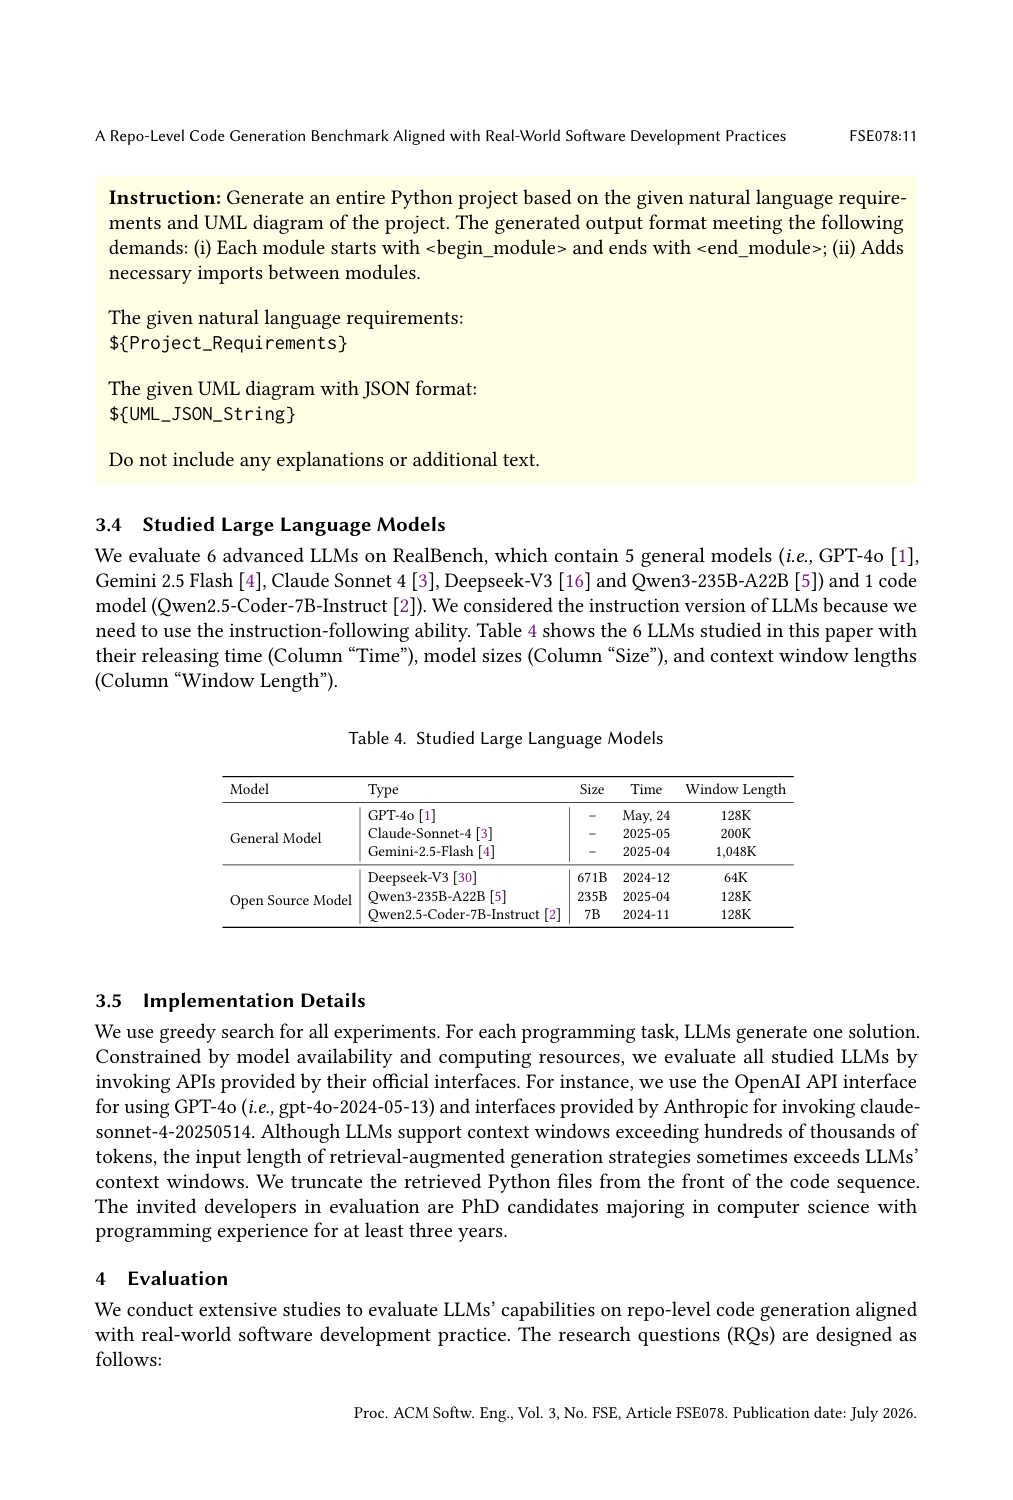 A Repo-Level Code Generation Benchmark Aligned with Real-World Software Development Practices FSE078:11
Instruction: Generate an entire Python project based on the given natural language require-
ments and UML diagram of the project. The generated output format meeting the following
demands: (i) Each module starts with <begin_module> and ends with <end_module>; (ii) Adds
necessary imports between modules.
The given natural language requirements:
${Project_Requirements}
The given UML diagram with JSON format:
${UML_JSON_String}
Do not include any explanations or additional text.
3.4 Studied Large Language Models
We evaluate 6 advanced LLMs on RealBench, which contain 5 general models (i.e., GPT-4o [1],
Gemini 2.5 Flash [4], Claude Sonnet 4 [3], Deepseek-V3 [16] and Qwen3-235B-A22B [5]) and 1 code
model (Qwen2.5-Coder-7B-Instruct [2]). We considered the instruction version of LLMs because we
need to use the instruction-following ability. Table 4 shows the 6 LLMs studied in this paper with
their releasing time (Column “Time”), model sizes (Column “Size”), and context window lengths
(Column “Window Length”).
Table 4. Studied Large Language Models
Model Type Size Time Window Length
General Model
GPT-4o [1] – May, 24 128K
Claude-Sonnet-4 [3] – 2025-05 200K
Gemini-2.5-Flash [4] – 2025-04 1,048K
Open Source Model
Deepseek-V3 [30] 671B 2024-12 64K
Qwen3-235B-A22B [5] 235B 2025-04 128K
Qwen2.5-Coder-7B-Instruct [2] 7B 2024-11 128K
3.5 Implementation Details
We use greedy search for all experiments. For each programming task, LLMs generate one solution.
Constrained by model availability and computing resources, we evaluate all studied LLMs by
invoking APIs provided by their official interfaces. For instance, we use the OpenAI API interface
for using GPT-4o (i.e., gpt-4o-2024-05-13) and interfaces provided by Anthropic for invoking claude-
sonnet-4-20250514. Although LLMs support context windows exceeding hundreds of thousands of
tokens, the input length of retrieval-augmented generation strategies sometimes exceeds LLMs’
context windows. We truncate the retrieved Python files from the front of the code sequence.
The invited developers in evaluation are PhD candidates majoring in computer science with
programming experience for at least three years.
4 Evaluation
We conduct extensive studies to evaluate LLMs’ capabilities on repo-level code generation aligned
with real-world software development practice. The research questions (RQs) are designed as
follows:
Proc. ACM Softw. Eng., Vol. 3, No. FSE, Article FSE078. Publication date: July 2026.